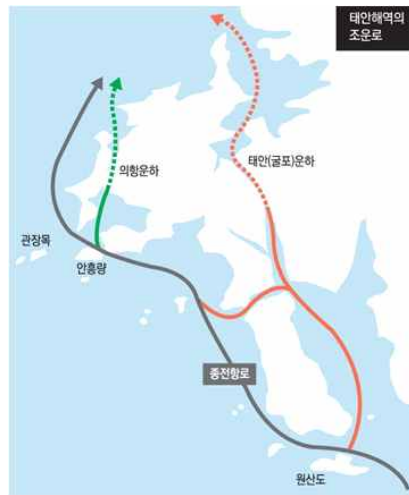 태안해역의
조운로
의항운하
태안(굴포)운하
관장목
안흥량
종전항로
원산도